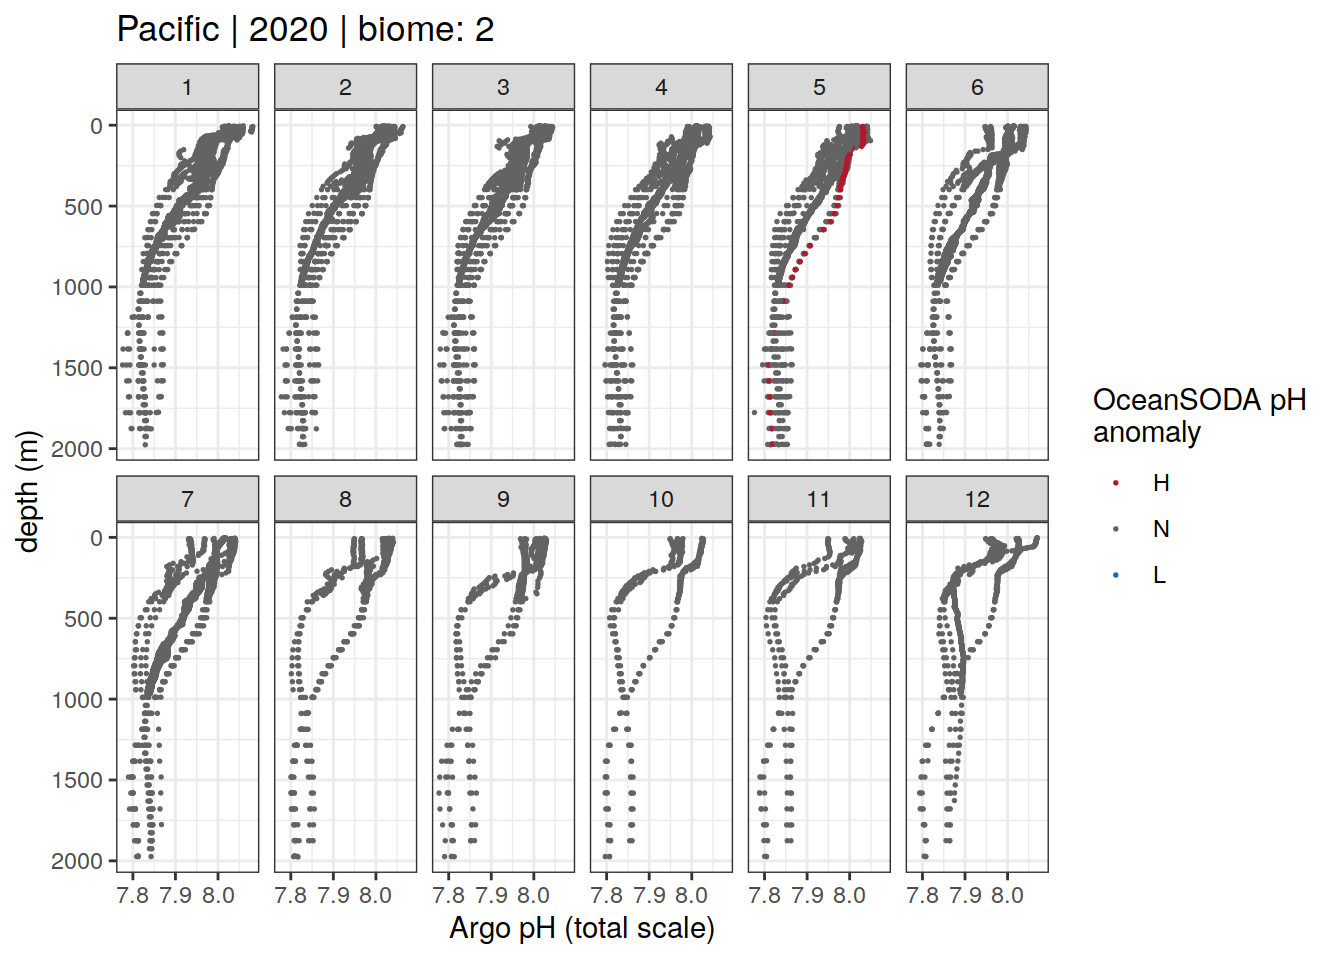 Pacific | 2020 | biome: 2
1 2 3 4 5 6
0
500
1000
1500
2000
7 8 9 10 11 12
0
500
1000
1500
2000
7.8 7.9 8.0 7.8 7.9 8.0 7.8 7.9 8.0 7.8 7.9 8.0 7.8 7.9 8.0 7.8 7.9 8.0
Argo pH (total scale)
depth (m)
OceanSODA pH
anomaly
H
N
L